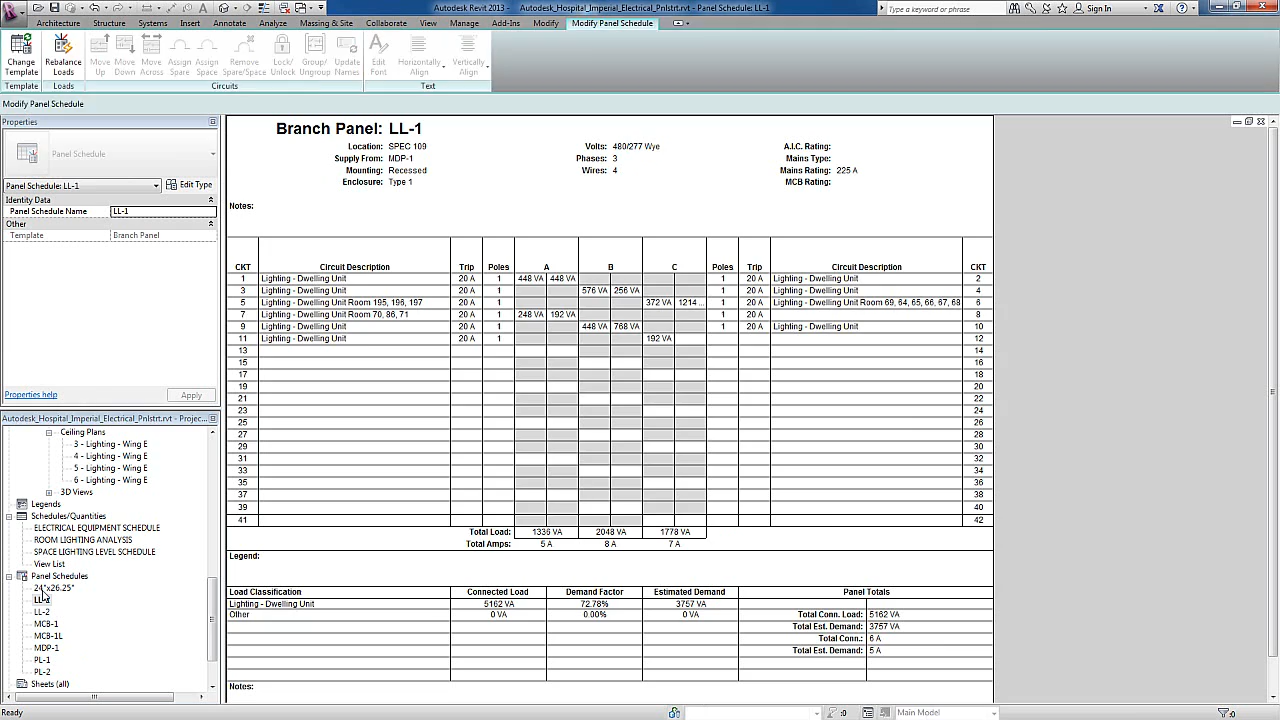 Autodesk Revit 2013 - Autodesk_Hospital_Imperial_Electrical_Pnlstrt.rvt - Panel Schedule: LL-1
Type a keyword or phrase
Sign In
Architecture Structure Systems Insert Annotate Analyze Massing & Site Collaborate View Manage Add-Ins Modify Modify Panel Schedule
Change Template
Rebalance Loads
Move Up
Move Down
Move Across
Assign Spare
Assign Space
Remove Spare/Space
Lock/ Unlock
Group/ Ungroup
Update Names
Edit Font
Horizontally Align
Vertically Align
Template Loads Circuits Text
Modify Panel Schedule
Properties
Panel Schedule
Panel Schedule: LL-1 Edit Type
Identity Data
Panel Schedule Name LL-1
Other
Template Branch Panel
Properties help Apply
Autodesk_Hospital_Imperial_Electrical_Pnlstrt.rvt - Projec...
Ceiling Plans
3 - Lighting - Wing E
4 - Lighting - Wing E
5 - Lighting - Wing E
6 - Lighting - Wing E
3D Views
Legends
Schedules/Quantities
ELECTRICAL EQUIPMENT SCHEDULE
ROOM LIGHTING ANALYSIS
SPACE LIGHTING LEVEL SCHEDULE
View List
Panel Schedules
24"x26.25"
LL-2
MCB-1
MCB-1L
MDP-1
PL-1
PL-2
Sheets (all)
Branch Panel: LL-1
Location: SPEC 109 Volts: 480/277 Wye A.I.C. Rating:
Supply From: MDP-1 Phases: 3 Mains Type:
Mounting: Recessed Wires: 4 Mains Rating: 225 A
Enclosure: Type 1 MCB Rating:
Notes:
CKT Circuit Description Trip Poles A B C Poles Trip Circuit Description CKT
1 Lighting - Dwelling Unit 20 A 1 448 VA 448 VA 1 20 A Lighting - Dwelling Unit 2
3 Lighting - Dwelling Unit 20 A 1 576 VA 256 VA 1 20 A Lighting - Dwelling Unit 4
5 Lighting - Dwelling Unit Room 195, 196, 197 20 A 1 372 VA 1214 ... 1 20 A Lighting - Dwelling Unit Room 69, 64, 65, 66, 67, 68 6
7 Lighting - Dwelling Unit Room 70, 86, 71 20 A 1 248 VA 192 VA 1 20 A 8
9 Lighting - Dwelling Unit 20 A 1 448 VA 768 VA 1 20 A Lighting - Dwelling Unit 10
11 Lighting - Dwelling Unit 20 A 1 192 VA 12
13 14
15 16
17 18
19 20
21 22
23 24
25 26
27 28
29 30
31 32
33 34
35 36
37 38
39 40
41 42
Total Load: 1336 VA 2048 VA 1778 VA
Total Amps: 5 A 8 A 7 A
Legend:
Load Classification Connected Load Demand Factor Estimated Demand Panel Totals
Lighting - Dwelling Unit 5162 VA 72.78% 3757 VA
Other 0 VA 0.00% 0 VA Total Conn. Load: 5162 VA
Total Est. Demand: 3757 VA
Total Conn.: 6 A
Total Est. Demand: 5 A
Notes:
Ready :0 Main Model :0